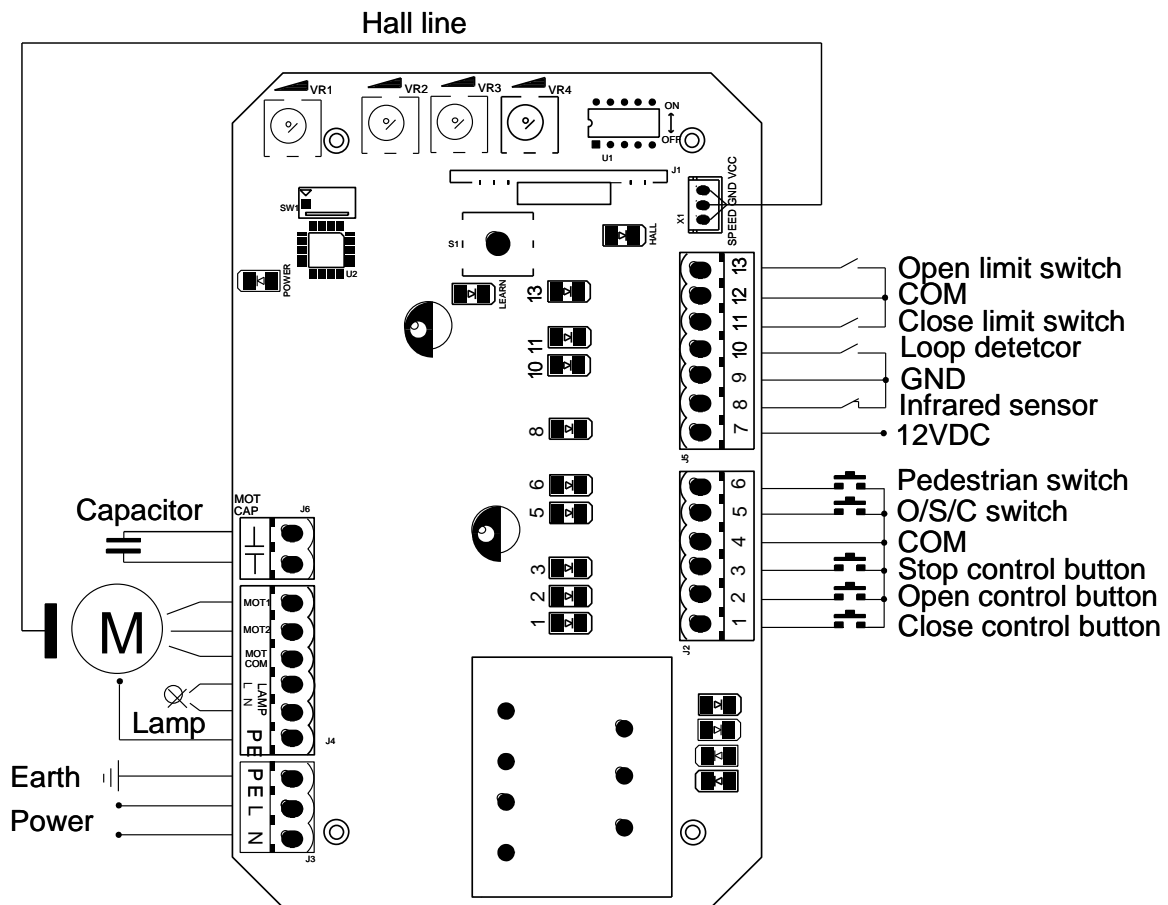 Hall line
VR1
VR2
VR3
VR4
ON
OFF
U1
J1
SW1
U2
POWER
S1
LEARN
HALL
X1
SPEED GND VCC
13
11
10
8
6
5
3
2
1
13
12
11
10
9
8
7
J5
Open limit switch
COM
Close limit switch
Loop detetcor
GND
Infrared sensor
12VDC
6
5
4
3
2
1
J2
Pedestrian switch
O/S/C switch
COM
Stop control button
Open control button
Close control button
Capacitor
MOT
CAP
J6
M
MOT1
MOT2
MOT
COM
L N
LAMP
PE
J4
Lamp
Earth
Power
PE
L
N
J3